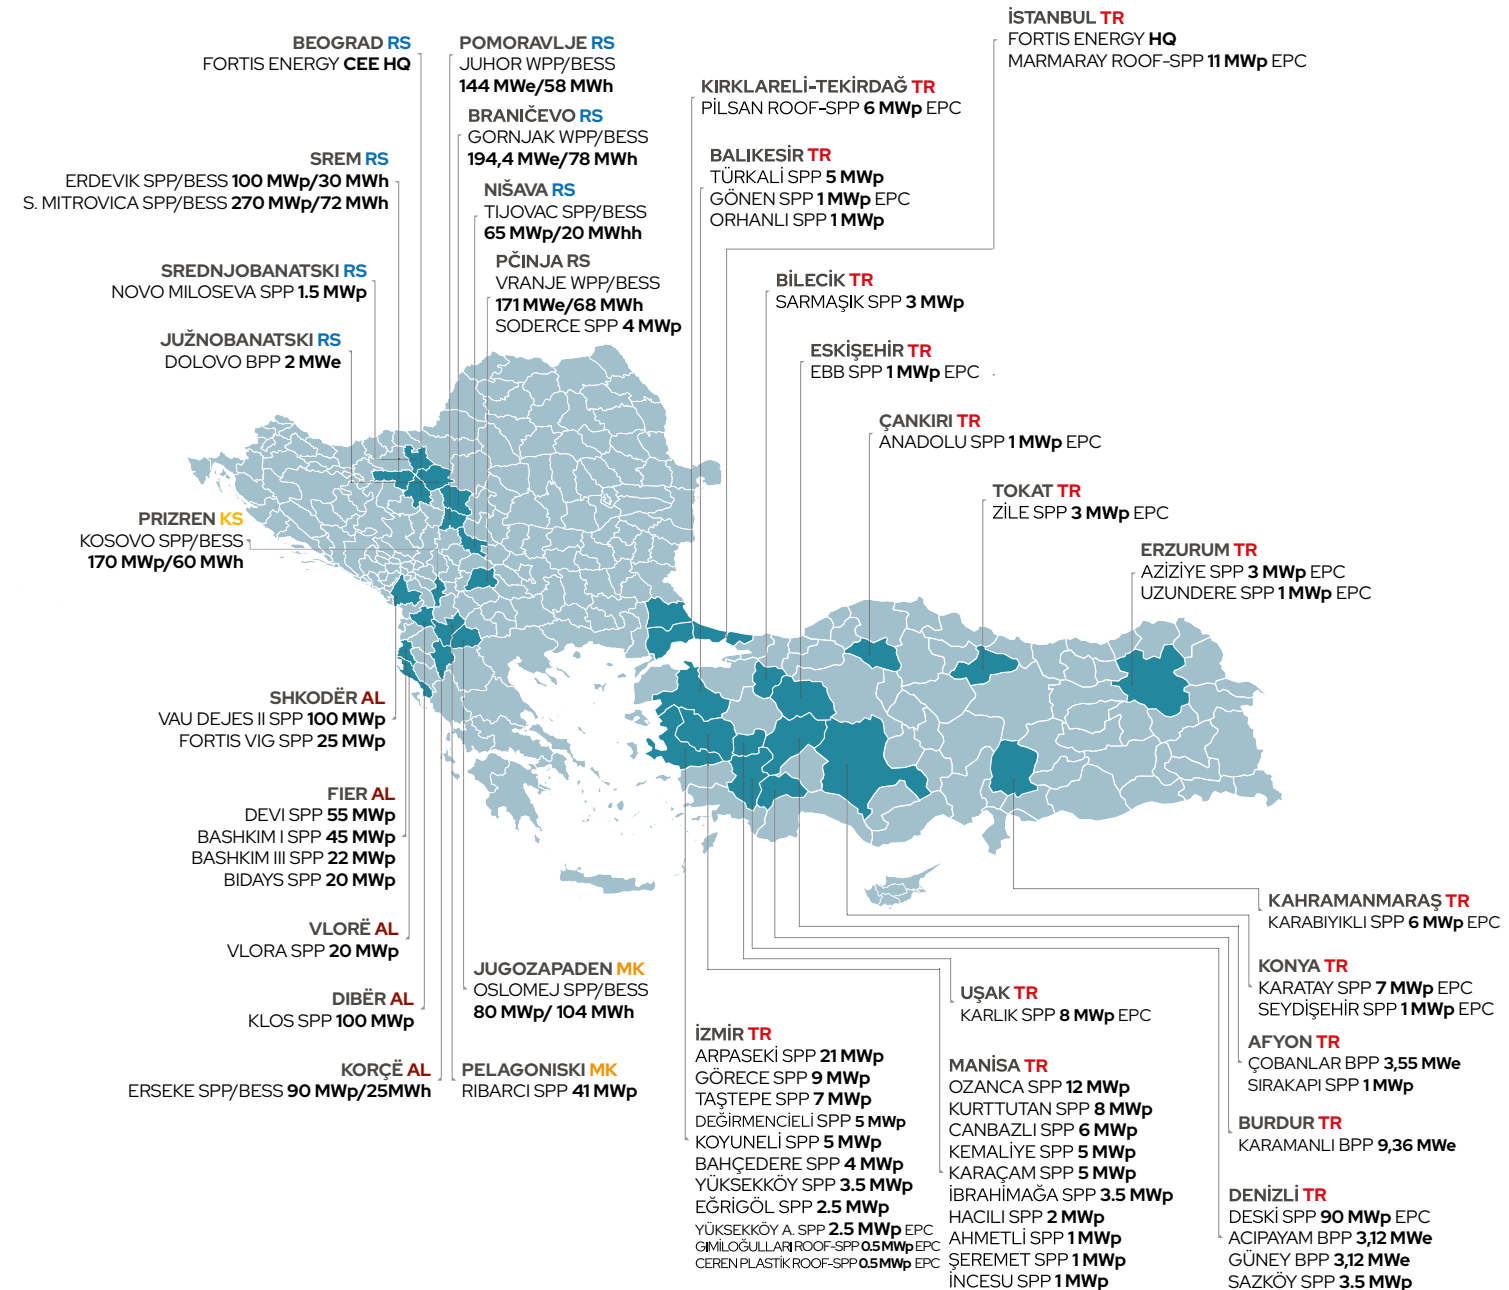 BEOGRAD RS
FORTIS ENERGY CEE HQ
POMORAVLJE RS
JUHOR WPP/BESS
144 MWe/58 MWh
BRANIČEVO RS
GORNJAK WPP/BESS
194,4 MWe/78 MWh
SREM RS
ERDEVIK SPP/BESS 100 MWp/30 MWh
S. MITROVICA SPP/BESS 270 MWp/72 MWh
NIŠAVA RS
TIJOVAC SPP/BESS
65 MWp/20 MWhh
SREDNJOBANATSKI RS
NOVO MILOSEVA SPP 1.5 MWp
PČINJA RS
VRANJE WPP/BESS
171 MWe/68 MWh
SODERCE SPP 4 MWp
JUŽNOBANATSKI RS
DOLOVO BPP 2 MWe
İSTANBUL TR
FORTIS ENERGY HQ
MARMARAY ROOF-SPP 11 MWp EPC
KIRKLARELİ-TEKİRDAĞ TR
PİLSAN ROOF-SPP 6 MWp EPC
BALIKESİR TR
TÜRKALİ SPP 5 MWp
GÖNEN SPP 1 MWp EPC
ORHANLI SPP 1 MWp
BİLECİK TR
SARMAŞIK SPP 3 MWp
ESKİŞEHİR TR
EBB SPP 1 MWp EPC
ÇANKIRI TR
ANADOLU SPP 1 MWp EPC
TOKAT TR
ZİLE SPP 3 MWp EPC
ERZURUM TR
AZİZİYE SPP 3 MWp EPC
UZUNDERE SPP 1 MWp EPC
PRIZREN KS
KOSOVO SPP/BESS
170 MWp/60 MWh
SHKODËR AL
VAU DEJES II SPP 100 MWp
FORTIS VIG SPP 25 MWp
FIER AL
DEVI SPP 55 MWp
BASHKIM I SPP 45 MWp
BASHKIM III SPP 22 MWp
BIDAYS SPP 20 MWp
VLORË AL
VLORA SPP 20 MWp
DIBËR AL
KLOS SPP 100 MWp
KORÇË AL
ERSEKE SPP/BESS 90 MWp/25MWh
JUGOZAPADEN MK
OSLOMEJ SPP/BESS
80 MWp/ 104 MWh
PELAGONISKI MK
RIBARCI SPP 41 MWp
İZMİR TR
ARPASEKİ SPP 21 MWp
GÖRECE SPP 9 MWp
TAŞTEPE SPP 7 MWp
DEĞİRMENCİELİ SPP 5 MWp
KOYUNELİ SPP 5 MWp
BAHÇEDERE SPP 4 MWp
YÜKSEKKÖY SPP 3.5 MWp
EĞRİGÖL SPP 2.5 MWp
YÜKSEKKÖY A. SPP 2.5 MWp EPC
GİMİLOĞULLARI ROOF-SPP 0.5 MWp EPC
CEREN PLASTİK ROOF-SPP 0.5 MWp EPC
UŞAK TR
KARLIK SPP 8 MWp EPC
MANİSA TR
OZANCA SPP 12 MWp
KURTTUTAN SPP 8 MWp
CANBAZLI SPP 6 MWp
KEMALİYE SPP 5 MWp
KARAÇAM SPP 5 MWp
İBRAHİMAĞA SPP 3.5 MWp
HACILI SPP 2 MWp
AHMETLİ SPP 1 MWp
ŞEREMET SPP 1 MWp
İNCESU SPP 1 MWp
KAHRAMANMARAŞ TR
KARABIYIKLI SPP 6 MWp EPC
KONYA TR
KARATAY SPP 7 MWp EPC
SEYDİŞEHİR SPP 1 MWp EPC
AFYON TR
ÇOBANLAR BPP 3,55 MWe
SIRAKAPI SPP 1 MWp
BURDUR TR
KARAMANLI BPP 9,36 MWe
DENİZLİ TR
DESKİ SPP 90 MWp EPC
ACIPAYAM BPP 3,12 MWe
GÜNEY BPP 3,12 MWe
SAZKÖY SPP 3.5 MWp